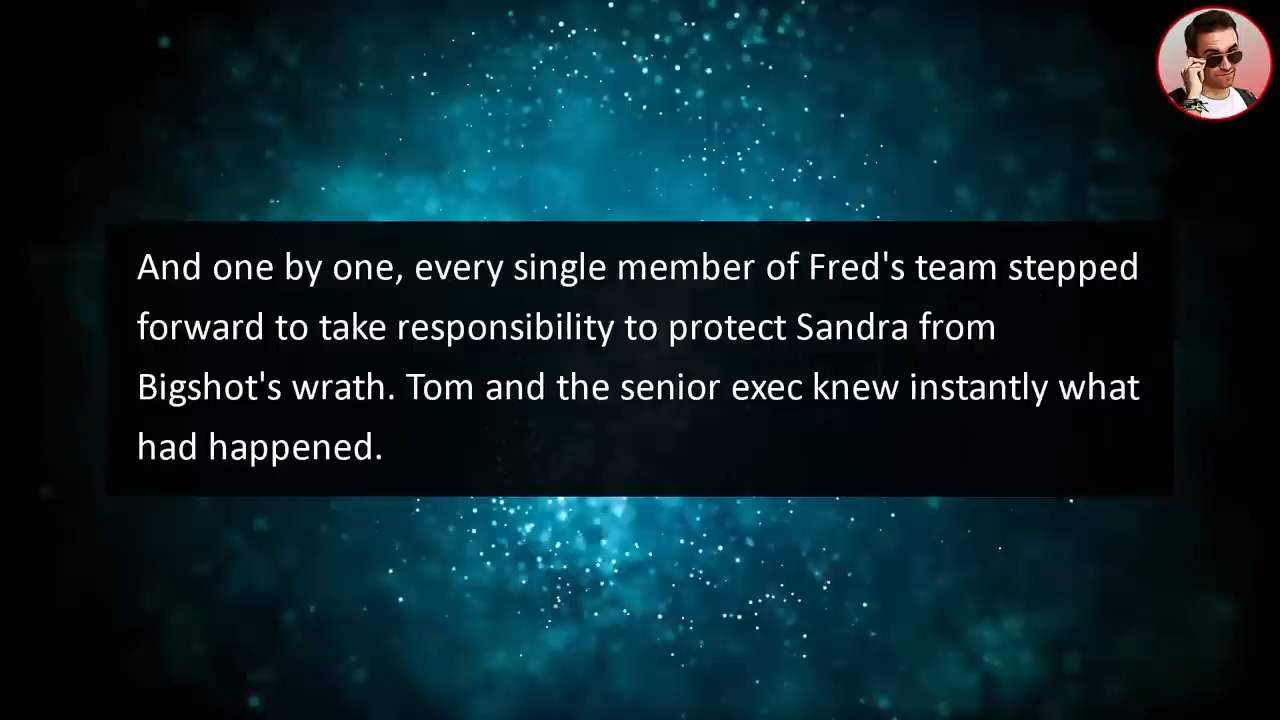 And one by one, every single member of Fred's team stepped
forward to take responsibility to protect Sandra from
Bigshot's wrath. Tom and the senior exec knew instantly what
had happened.